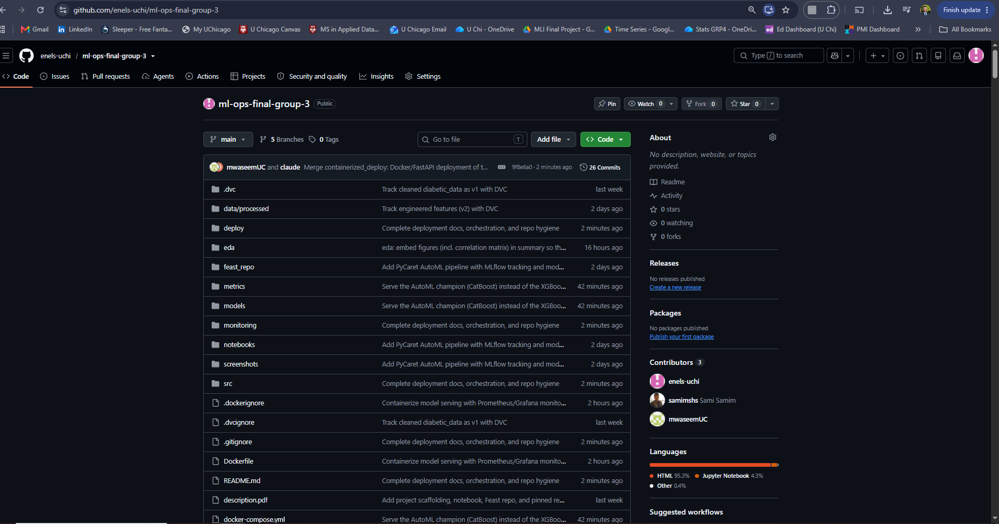 github.com/enels-uchi/ml-ops-final-group-3
Finish update
Gmail LinkedIn Sleeper - Free Fanta... My UChicago U Chicago Canvas MS in Applied Data... U Chicago Email U Chi - OneDrive MLI Final Project - G... Time Series - Googl... Stats GRP4 - OneDri... Ed Dashboard (U Chi) PMI Dashboard » All Bookmarks
enels-uchi / ml-ops-final-group-3
Type / to search
Code Issues Pull requests Agents Actions Projects Security and quality Insights Settings
ml-ops-final-group-3 Public
Pin Watch 0 Fork 0 Star 0
main 5 Branches 0 Tags
Go to file T Add file <> Code
mwaseemUC and claude Merge containerized_deploy: Docker/FastAPI deployment of t... 9f8e6a0 · 2 minutes ago 26 Commits
.dvc Track cleaned diabetic_data as v1 with DVC last week
data/processed Track engineered features (v2) with DVC 2 days ago
deploy Complete deployment docs, orchestration, and repo hygiene 2 minutes ago
eda eda: embed figures (incl. correlation matrix) in summary so th... 16 hours ago
feast_repo Add PyCaret AutoML pipeline with MLflow tracking and mod... 2 days ago
metrics Serve the AutoML champion (CatBoost) instead of the XGBoo... 42 minutes ago
models Serve the AutoML champion (CatBoost) instead of the XGBoo... 42 minutes ago
monitoring Complete deployment docs, orchestration, and repo hygiene 2 minutes ago
notebooks Add PyCaret AutoML pipeline with MLflow tracking and mod... 2 days ago
screenshots Add PyCaret AutoML pipeline with MLflow tracking and mod... 2 days ago
src Complete deployment docs, orchestration, and repo hygiene 2 minutes ago
.dockerignore Containerize model serving with Prometheus/Grafana monito... 2 hours ago
.dvcignore Track cleaned diabetic_data as v1 with DVC last week
.gitignore Complete deployment docs, orchestration, and repo hygiene 2 minutes ago
Dockerfile Containerize model serving with Prometheus/Grafana monito... 2 hours ago
README.md Complete deployment docs, orchestration, and repo hygiene 2 minutes ago
description.pdf Add project scaffolding, notebook, Feast repo, and pinned re... last week
docker-compose.yml Serve the AutoML champion (CatBoost) instead of the XGBoo... 42 minutes ago
About
No description, website, or topics
provided.
Readme
Activity
0 stars
0 watching
0 forks
Releases
No releases published
Create a new release
Packages
No packages published
Publish your first package
Contributors 3
enels-uchi
samimshs Sami Samim
mwaseemUC
Languages
HTML 95.3% Jupyter Notebook 4.3%
Other 0.4%
Suggested workflows